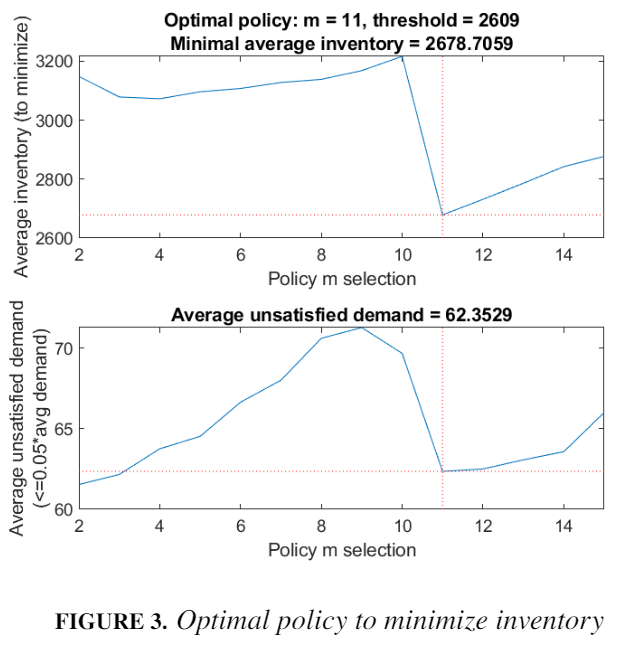 Optimal policy: m = 11, threshold = 2609
Minimal average inventory = 2678.7059
Average inventory (to minimize)
3200
3000
2800
2600
2 4 6 8 10 12 14
Policy m selection
Average unsatisfied demand = 62.3529
Average unsatisfied demand
(<=0.05*avg demand)
70
65
60
2 4 6 8 10 12 14
Policy m selection
FIGURE 3. Optimal policy to minimize inventory